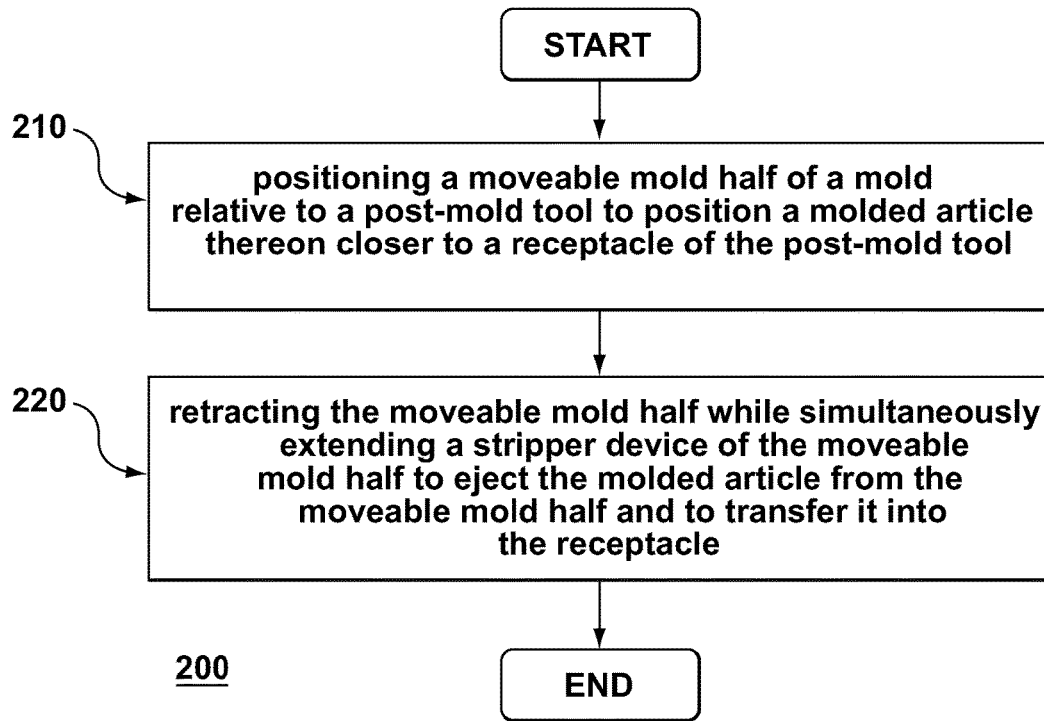 START
210
positioning a moveable mold half of a mold
relative to a post-mold tool to position a molded article
thereon closer to a receptacle of the post-mold tool
220
retracting the moveable mold half while simultaneously
extending a stripper device of the moveable
mold half to eject the molded article from the
moveable mold half and to transfer it into
the receptacle
200
END